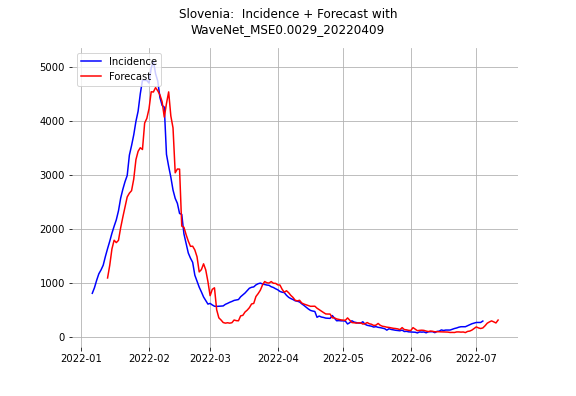 Slovenia:  Incidence + Forecast with
WaveNet_MSE0.0029_20220409
Incidence
Forecast
5000
4000
3000
2000
1000
0
2022-01 2022-02 2022-03 2022-04 2022-05 2022-06 2022-07